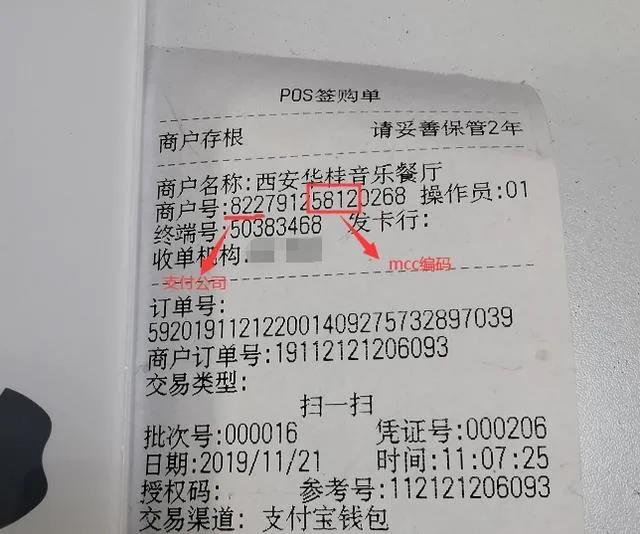 POS签购单
商户存根 请妥善保管2年
商户名称:西安华桂音乐餐厅
商户号:822791258120268 操作员:01
终端号:50383468 发卡行:
收单机构:
支付公司 mcc编码
订单号:
5920191121220014092757328970​39
商户订单号:19112121206093
交易类型:
扫一扫
批次号:000016 凭证号:000206
日期:2019/11/21 时间:11:07:25
授权码: 参考号:112121206093
交易渠道: 支付宝钱包